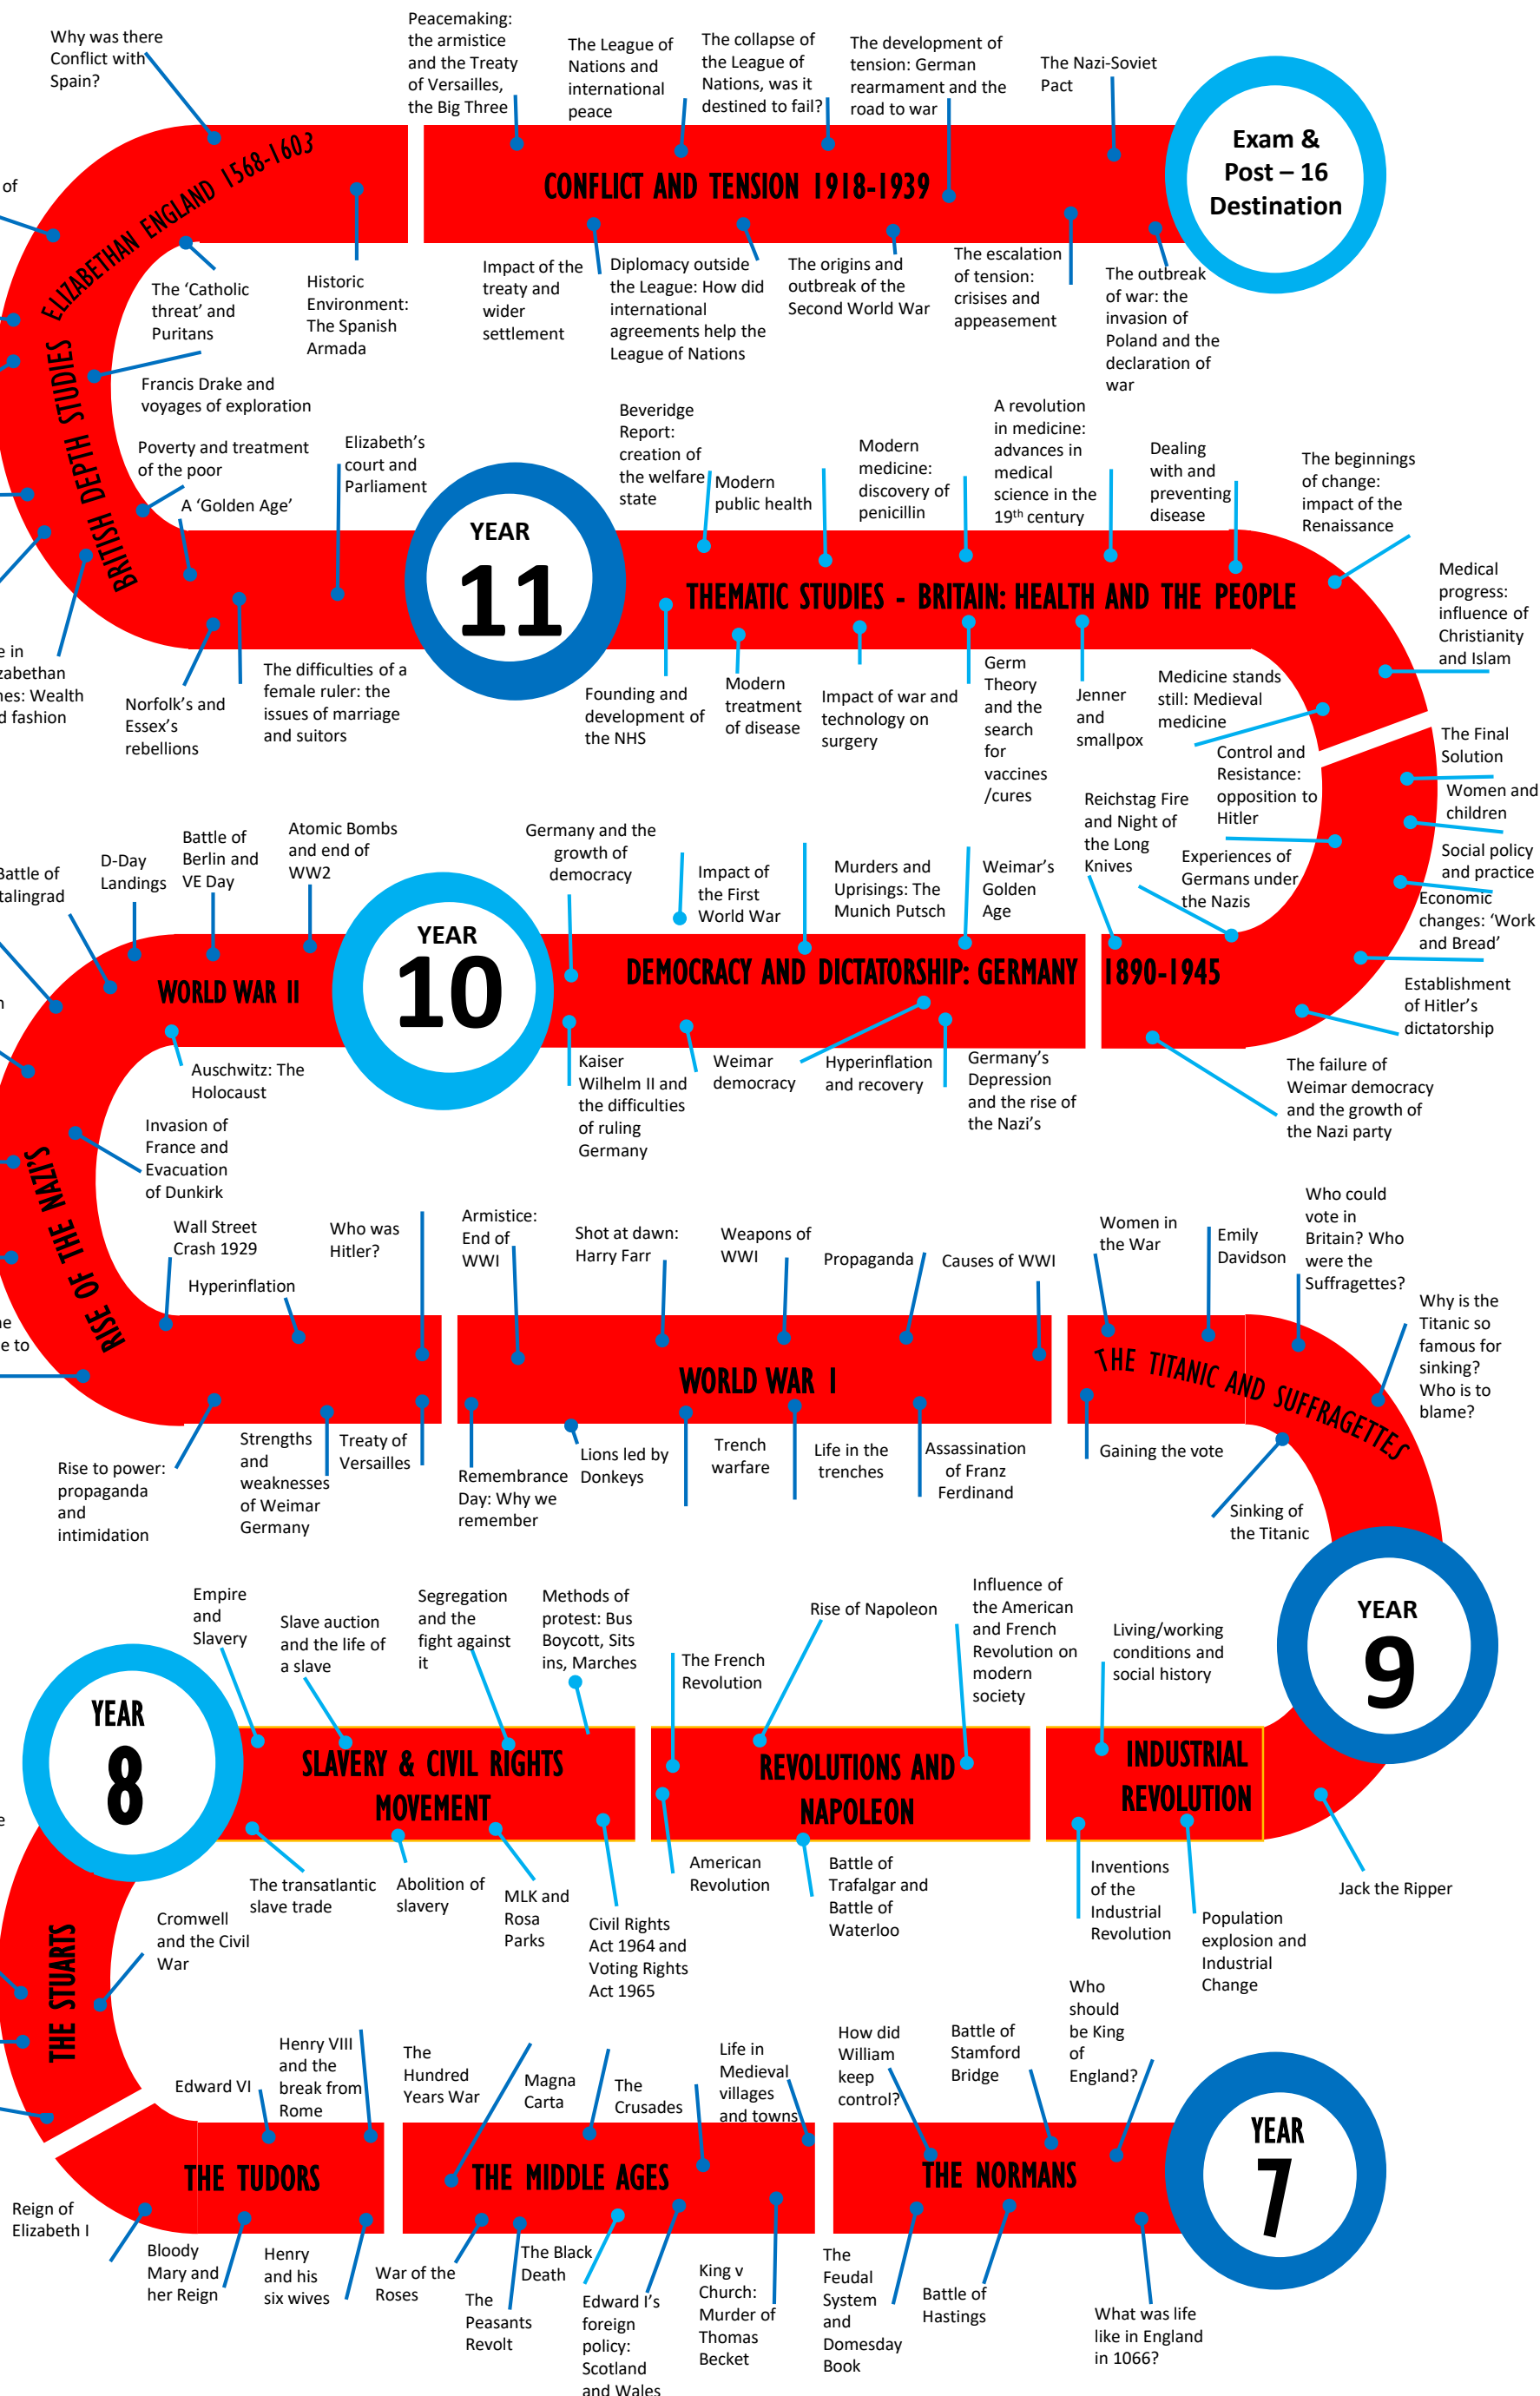 Why was there
Conflict with
Spain?
Peacemaking:
the armistice
and the Treaty
of Versailles,
the Big Three
The League of
Nations and
international
peace
The collapse of
the League of
Nations, was it
destined to fail?
The development of
tension: German
rearmament and the
road to war
The Nazi-Soviet
Pact
Exam &
Post – 16
Destination
of
ELIZABETHAN ENGLAND 1568-1603
CONFLICT AND TENSION 1918-1939
The ‘Catholic
threat’ and
Puritans
Historic
Environment:
The Spanish
Armada
Impact of the
treaty and
wider
settlement
Diplomacy outside
the League: How did
international
agreements help the
League of Nations
The origins and
outbreak of the
Second World War
The escalation
of tension:
crisises and
appeasement
The outbreak
of war: the
invasion of
Poland and the
declaration of
war
BRITISH DEPTH STUDIES
Francis Drake and
voyages of exploration
Poverty and treatment
of the poor
A ‘Golden Age’
Elizabeth’s
court and
Parliament
YEAR
11
Beveridge
Report:
creation of
the welfare
state
Modern
public health
Modern
medicine:
discovery of
penicillin
A revolution
in medicine:
advances in
medical
science in the
19th century
Dealing
with and
preventing
disease
The beginnings
of change:
impact of the
Renaissance
Medical
progress:
influence of
Christianity
and Islam
THEMATIC STUDIES - BRITAIN: HEALTH AND THE PEOPLE
e in
zabethan
nes: Wealth
d fashion
Norfolk’s and
Essex’s
rebellions
The difficulties of a
female ruler: the
issues of marriage
and suitors
Founding and
development of
the NHS
Modern
treatment
of disease
Impact of war and
technology on
surgery
Germ
Theory
and the
search
for
vaccines
/cures
Jenner
and
smallpox
Medicine stands
still: Medieval
medicine
Control and
Resistance:
opposition to
Hitler
The Final
Solution
Women and
children
Social policy
and practice
Economic
changes: ‘Work
and Bread’
Establishment
of Hitler’s
dictatorship
Battle of
talingrad
D-Day
Landings
Battle of
Berlin and
VE Day
Atomic Bombs
and end of
WW2
YEAR
10
Germany and the
growth of
democracy
Impact of
the First
World War
Murders and
Uprisings: The
Munich Putsch
Weimar’s
Golden
Age
Reichstag Fire
and Night of
the Long
Knives
Experiences of
Germans under
the Nazis
WORLD WAR II
DEMOCRACY AND DICTATORSHIP: GERMANY 1890-1945
Auschwitz: The
Holocaust
Invasion of
France and
Evacuation
of Dunkirk
Kaiser
Wilhelm II and
the difficulties
of ruling
Germany
Weimar
democracy
Hyperinflation
and recovery
Germany’s
Depression
and the rise of
the Nazi’s
The failure of
Weimar democracy
and the growth of
the Nazi party
RISE OF THE NAZI'S
Wall Street
Crash 1929
Hyperinflation
Who was
Hitler?
Armistice:
End of
WWI
Shot at dawn:
Harry Farr
Weapons of
WWI
Propaganda
Causes of WWI
Women in
the War
Emily
Davidson
Who could
vote in
Britain? Who
were the
Suffragettes?
Why is the
Titanic so
famous for
sinking?
Who is to
blame?
e to
WORLD WAR I
THE TITANIC AND SUFFRAGETTES
Rise to power:
propaganda
and
intimidation
Strengths
and
weaknesses
of Weimar
Germany
Treaty of
Versailles
Remembrance
Day: Why we
remember
Lions led by
Donkeys
Trench
warfare
Life in the
trenches
Assassination
of Franz
Ferdinand
Gaining the vote
Sinking of
the Titanic
YEAR
9
Empire
and
Slavery
Slave auction
and the life of
a slave
Segregation
and the
fight against
it
Methods of
protest: Bus
Boycott, Sits
ins, Marches
The French
Revolution
Rise of Napoleon
Influence of
the American
and French
Revolution on
modern
society
Living/working
conditions and
social history
YEAR
8
SLAVERY & CIVIL RIGHTS
MOVEMENT
REVOLUTIONS AND
NAPOLEON
INDUSTRIAL
REVOLUTION
The transatlantic
slave trade
Abolition of
slavery
MLK and
Rosa
Parks
Civil Rights
Act 1964 and
Voting Rights
Act 1965
American
Revolution
Battle of
Trafalgar and
Battle of
Waterloo
Inventions
of the
Industrial
Revolution
Population
explosion and
Industrial
Change
Jack the Ripper
THE STUARTS
Cromwell
and the Civil
War
Edward VI
Henry VIII
and the
break from
Rome
The
Hundred
Years War
Magna
Carta
The
Crusades
Life in
Medieval
villages
and towns
How did
William
keep
control?
Battle of
Stamford
Bridge
Who
should
be King
of
England?
YEAR
7
THE TUDORS
THE MIDDLE AGES
THE NORMANS
Reign of
Elizabeth I
Bloody
Mary and
her Reign
Henry
and his
six wives
War of the
Roses
The
Peasants
Revolt
The Black
Death
Edward I’s
foreign
policy:
Scotland
and Wales
King v
Church:
Murder of
Thomas
Becket
The
Feudal
System
and
Domesday
Book
Battle of
Hastings
What was life
like in England
in 1066?